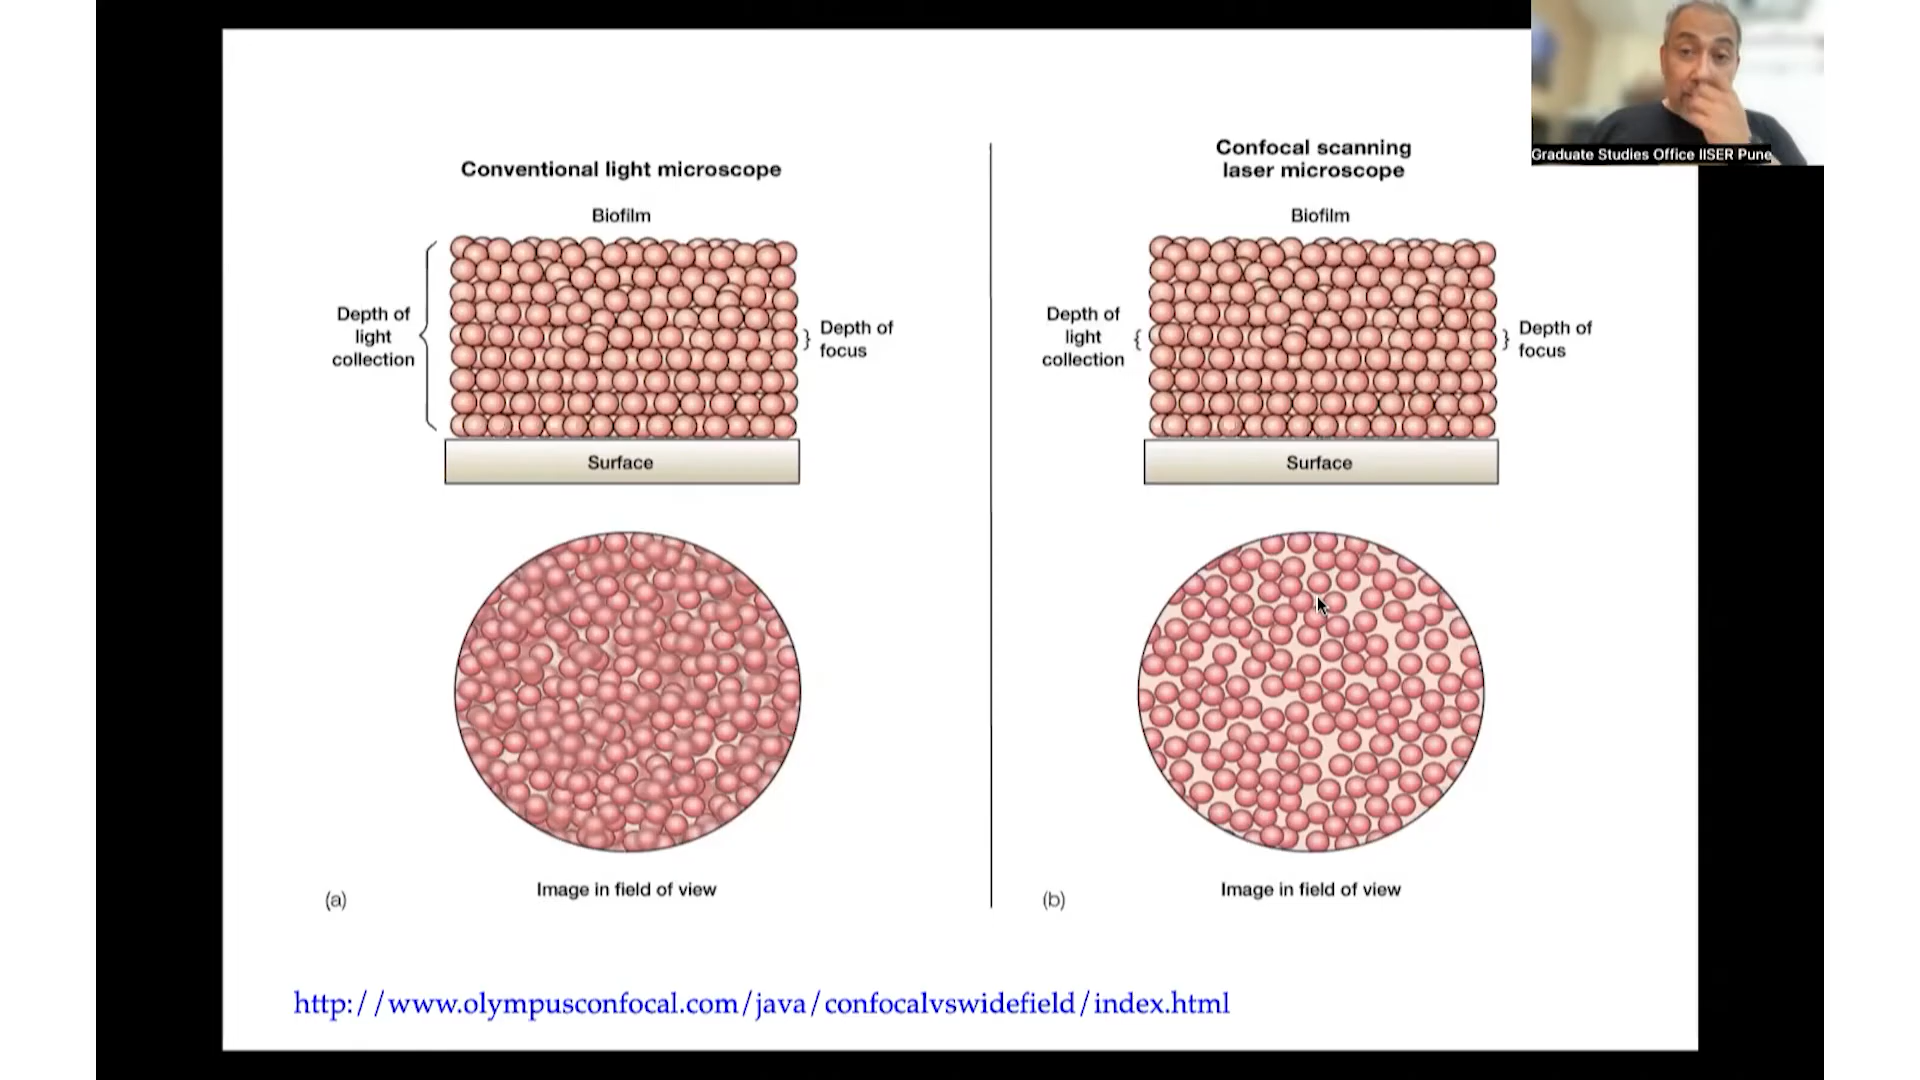 Graduate Studies Office IISER Pune
Conventional light microscope
Biofilm
Depth of
light
collection
Depth of
focus
Surface
Image in field of view
(a)
Confocal scanning
laser microscope
Biofilm
Depth of
light
collection
Depth of
focus
Surface
Image in field of view
(b)
http://www.olympusconfocal.com/java/confocalvswidefield/index.html